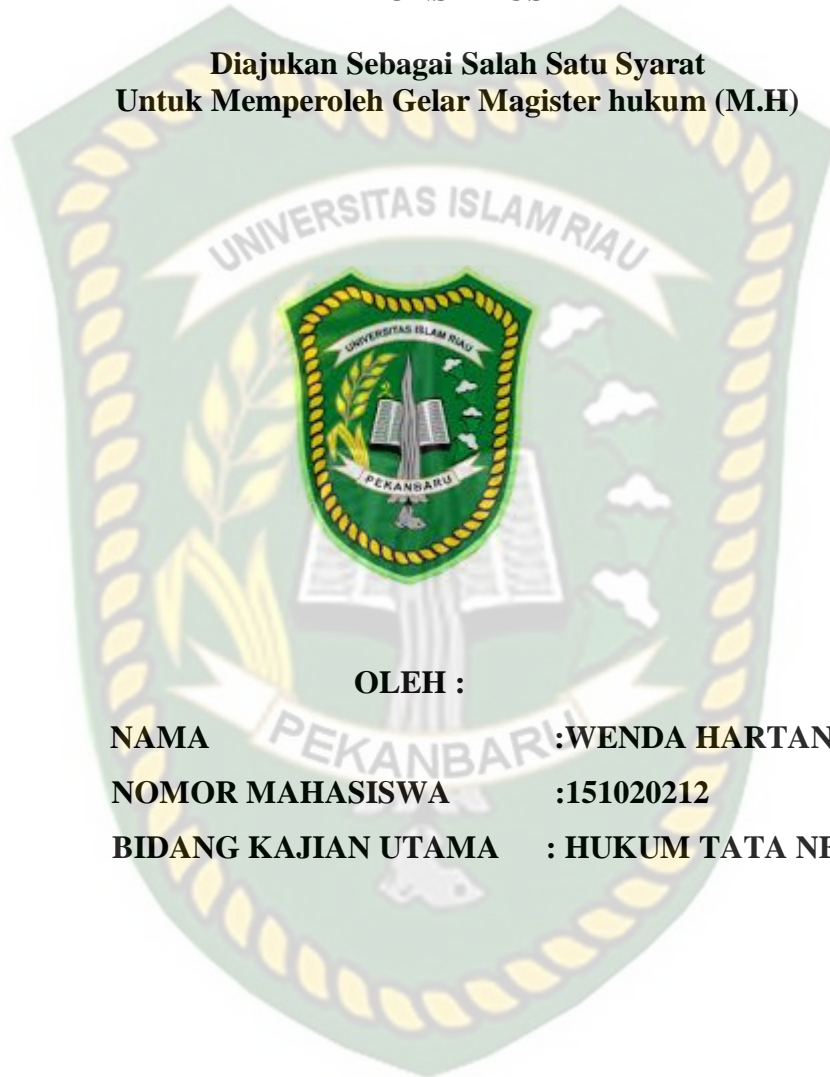 Diajukan Sebagai Salah Satu Syarat
Untuk Memperoleh Gelar Magister hukum (M.H)
UNIVERSITAS ISLAM RIAU
UNIVERSITAS ISLAM RIAU
PEKANBARU
OLEH :
PEKANBARU
NAMA :WENDA HARTAN
NOMOR MAHASISWA :151020212
BIDANG KAJIAN UTAMA : HUKUM TATA NE